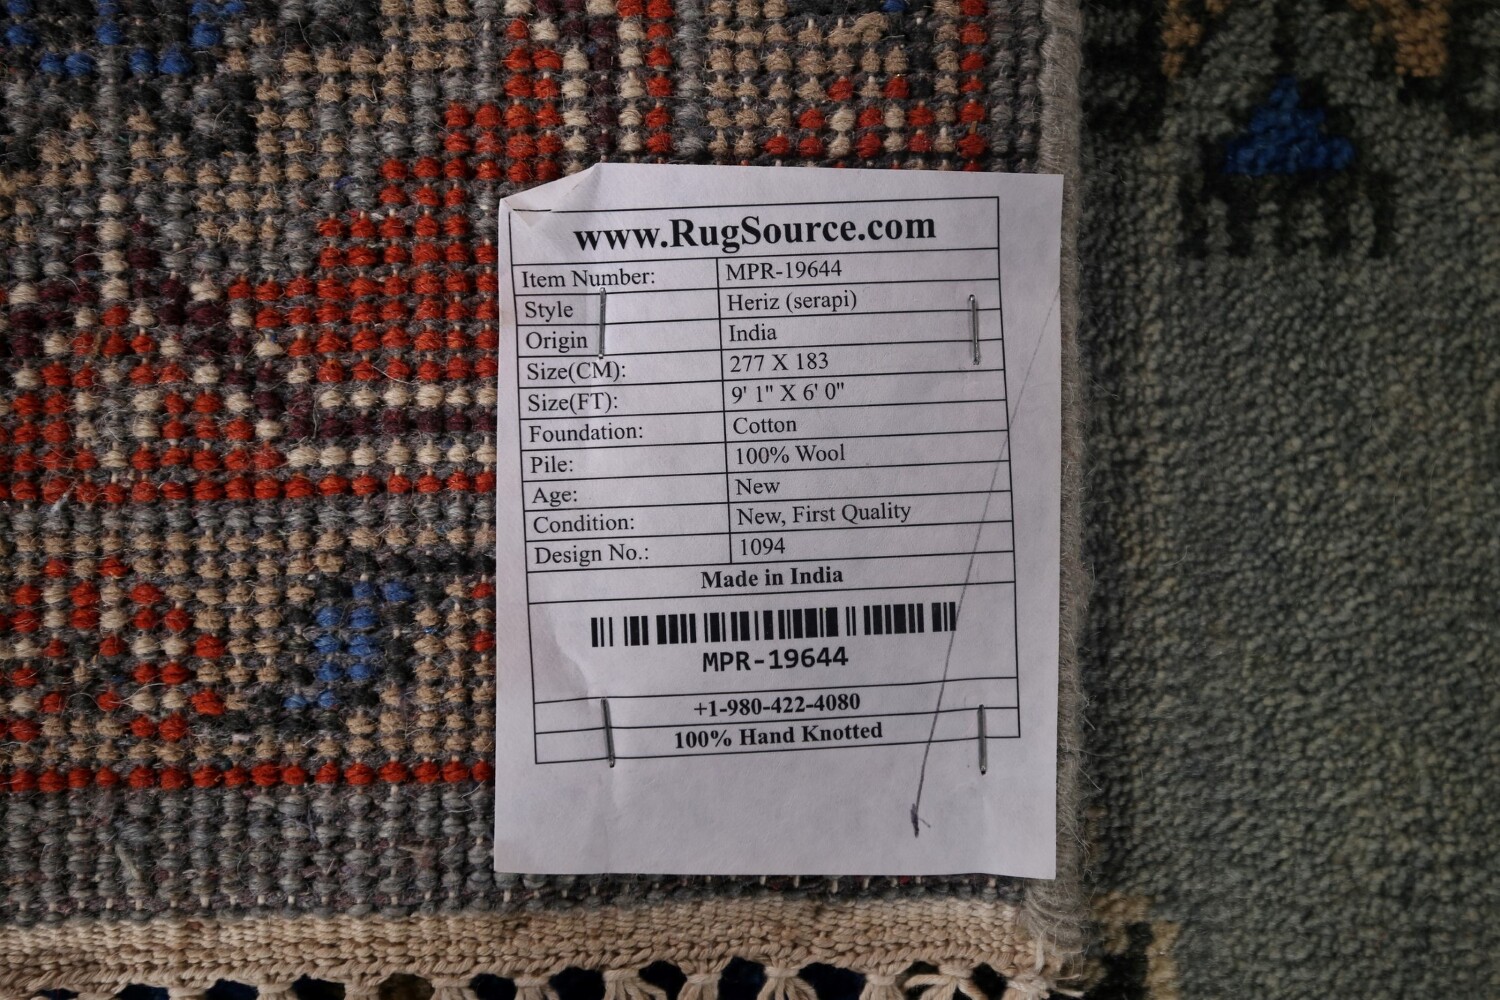 www.RugSource.com
Item Number: MPR-19644
Style Heriz (serapi)
Origin India
Size(CM): 277 X 183
Size(FT): 9' 1" X 6' 0"
Foundation: Cotton
Pile: 100% Wool
Age: New
Condition: New, First Quality
Design No.: 1094
Made in India
MPR-19644
+1-980-422-4080
100% Hand Knotted